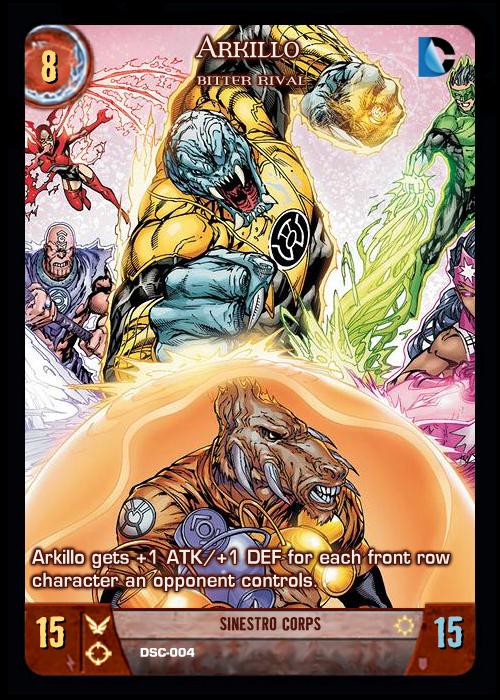 8
ARKILLO
BITTER RIVAL
DC
Arkillo gets +1 ATK/+1 DEF for each front row
character an opponent controls.
15
SINESTRO CORPS
15
DSC-004